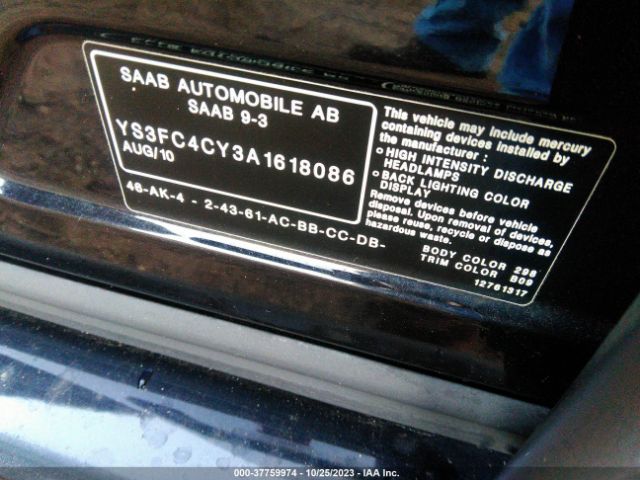 SAAB AUTOMOBILE AB
SAAB 9-3
YS3FC4CY3A1618086
AUG/10
46-AK-4 - 2-43-61-AC-BB-CC-DB-
This vehicle may include mercury
containing devices installed by
the manufacturer :
○ HIGH INTENSITY DISCHARGE
HEADLAMPS
○ BACK LIGHTING COLOR
DISPLAY
Remove devices before vehicle
disposal. Upon removal of devices,
please reuse, recycle or dispose as
hazardous waste.
BODY COLOR 298
TRIM COLOR B09
12761317
000-37759974 | 10/25/2023 | IAA Inc.